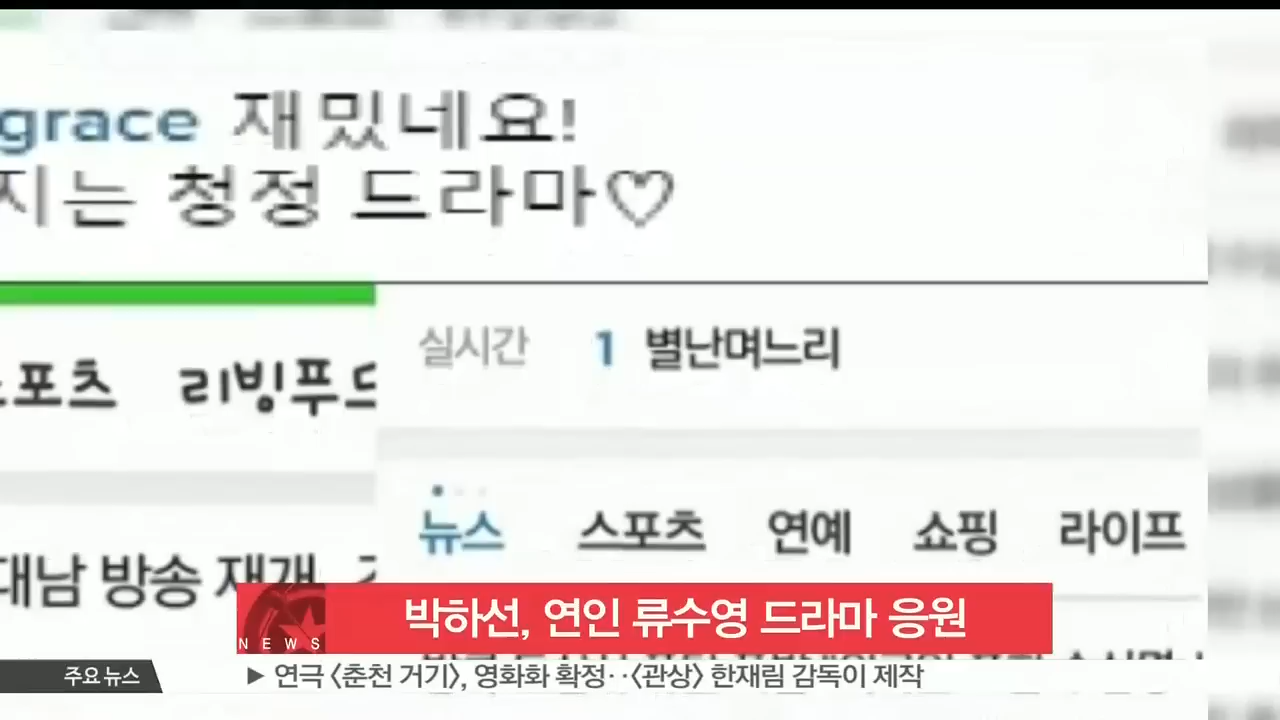 grace 재밌네요!
지는 청정 드라마♡
실시간 1 별난며느리
스포츠 리빙푸드
뉴스 스포츠 연예 쇼핑 라이프
대남 방송 재개
NEWS 박하선, 연인 류수영 드라마 응원
주요 뉴스 ▶ 연극 <춘천 거기>, 영화화 확정··<관상> 한재림 감독이 제작